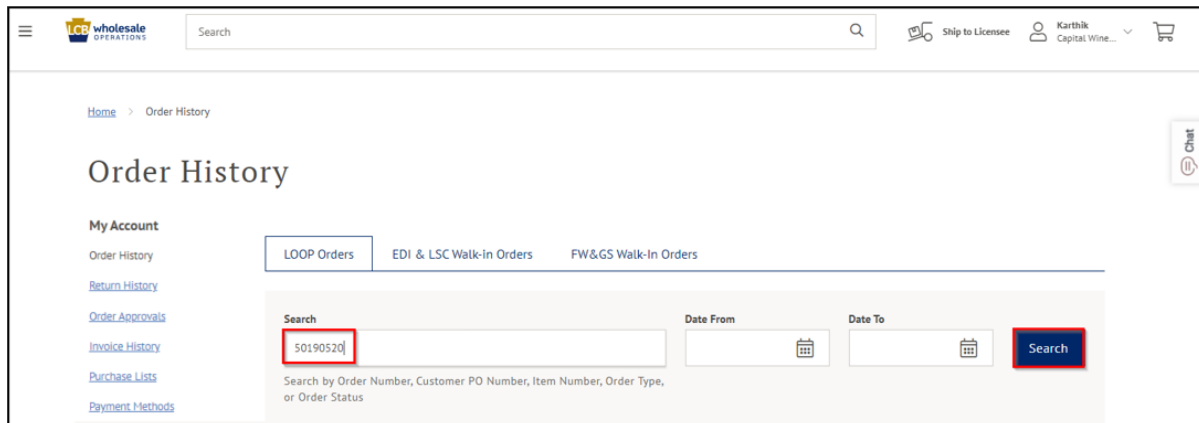 LCB wholesale
OPERATIONS
Search
Ship to Licensee
Karthik
Capital Wine...
Home > Order History
Chat
Order History
My Account
Order History
Return History
Order Approvals
Invoice History
Purchase Lists
Payment Methods
LOOP Orders
EDI & LSC Walk-in Orders
FW&GS Walk-In Orders
Search
Date From
Date To
50190520
Search
Search by Order Number, Customer PO Number, Item Number, Order Type,
or Order Status